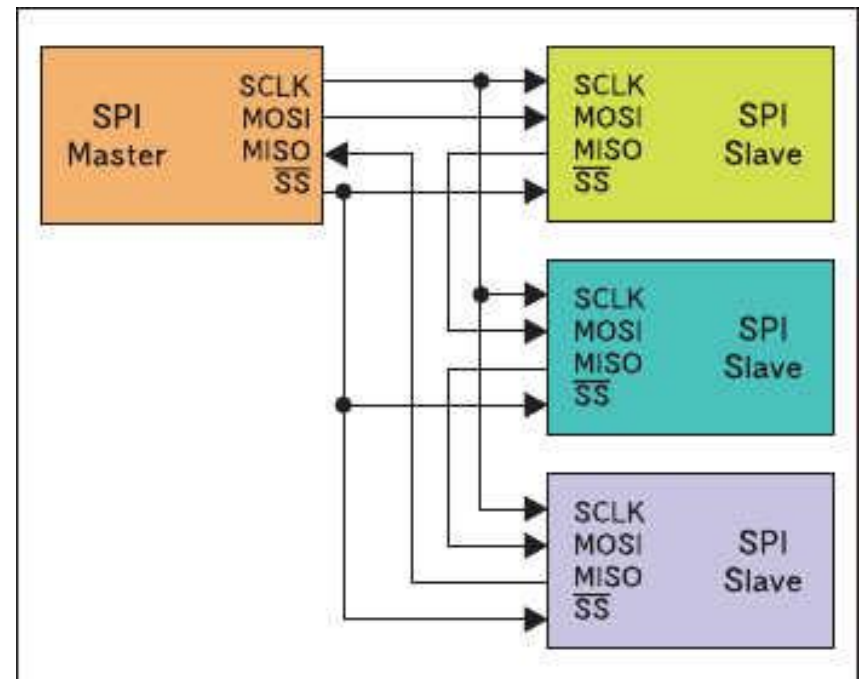 SPI
Master
SCLK
MOSI
MISO
SS
SCLK
MOSI
MISO
SS
SPI
Slave
SCLK
MOSI
MISO
SS
SPI
Slave
SCLK
MOSI
MISO
SS
SPI
Slave